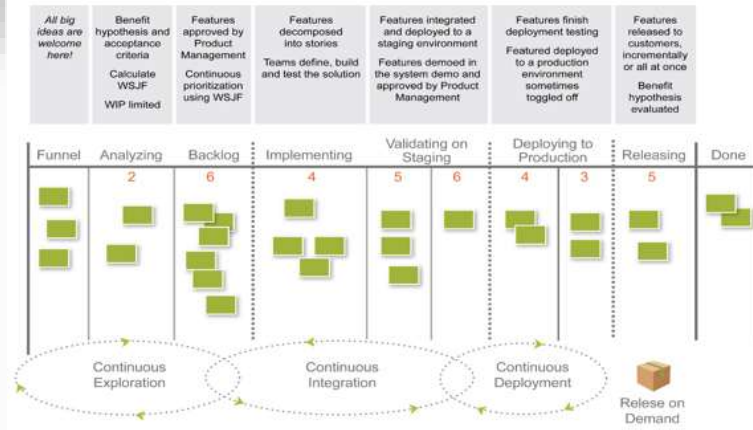 All big
ideas are
welcome
here!
Benefit
hypothesis and
acceptance
criteria
Calculate
WSJF
WIP limited
Features
approved by
Product
Management
Continuous
prioritization
using WSJF
Features
decomposed
into stories
Teams define, build
and test the solution
Features integrated
and deployed to a
staging environment
Features demoed in
the system demo and
approved by Product
Management
Features finish
deployment testing
Featured deployed
to a production
environment
sometimes
toggled off
Features
released to
customers,
incrementally
or all at once
Benefit
hypothesis
evaluated
Funnel
Analyzing
Backlog
Implementing
Validating on
Staging
Deploying to
Production
Releasing
Done
2
6
4
5
6
4
3
5
Continuous
Exploration
Continuous
Integration
Continuous
Deployment
Relese on
Demand